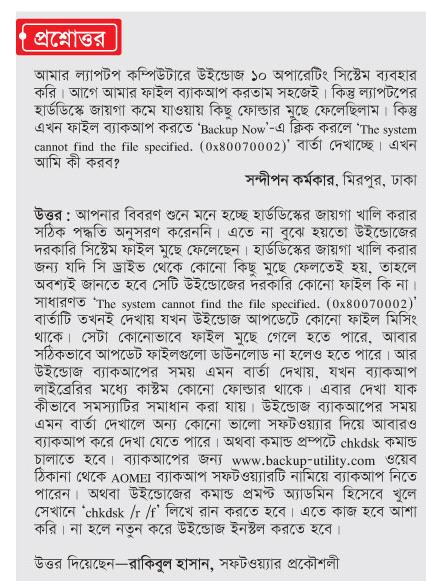 প্রশ্নোত্তর
আমার ল্যাপটপ কম্পিউটারে উইন্ডোজ ১০ অপারেটিং সিস্টেম ব্যবহার
করি। আগে আমার ফাইল ব্যাকআপ করতাম সহজেই। কিন্তু ল্যাপটপের
হার্ডডিস্কে জায়গা কমে যাওয়ায় কিছু ফোল্ডার মুছে ফেলেছিলাম। কিন্তু
এখন ফাইল ব্যাকআপ করতে 'Backup Now'-এ ক্লিক করলে 'The system
cannot find the file specified. (0x80070002)' বার্তা দেখাচ্ছে। এখন
আমি কী করব?
সন্দীপন কর্মকার, মিরপুর, ঢাকা
উত্তর : আপনার বিবরণ শুনে মনে হচ্ছে হার্ডডিস্কের জায়গা খালি করার
সঠিক পদ্ধতি অনুসরণ করেননি। এতে না বুঝে হয়তো উইন্ডোজের
দরকারি সিস্টেম ফাইল মুছে ফেলেছেন। হার্ডডিস্কের জায়গা খালি করার
জন্য যদি সি ড্রাইভ থেকে কোনো কিছু মুছে ফেলতেই হয়, তাহলে
অবশ্যই জানতে হবে সেটি উইন্ডোজের দরকারি কোনো ফাইল কি না।
সাধারণত 'The system cannot find the file specified. (0x80070002)'
বার্তাটি তখনই দেখায় যখন উইন্ডোজ আপডেটে কোনো ফাইল মিসিং
থাকে। সেটা কোনোভাবে ফাইল মুছে গেলে হতে পারে, আবার
সঠিকভাবে আপডেট ফাইলগুলো ডাউনলোড না হলেও হতে পারে। আর
উইন্ডোজ ব্যাকআপের সময় এমন বার্তা দেখায়, যখন ব্যাকআপ
লাইব্রেরির মধ্যে কাস্টম কোনো ফোল্ডার থাকে। এবার দেখা যাক
কীভাবে সমস্যাটির সমাধান করা যায়। উইন্ডোজ ব্যাকআপের সময়
এমন বার্তা দেখালে অন্য কোনো ভালো সফটওয়্যার দিয়ে আবারও
ব্যাকআপ করে দেখা যেতে পারে। অথবা কমান্ড প্রম্পটে chkdsk কমান্ড
চালাতে হবে। ব্যাকআপের জন্য www.backup-utility.com ওয়েব
ঠিকানা থেকে AOMEI ব্যাকআপ সফটওয়্যারটি নামিয়ে ব্যাকআপ নিতে
পারেন। অথবা উইন্ডোজের কমান্ড প্রমপ্ট অ্যাডমিন হিসেবে খুলে
সেখানে 'chkdsk /r /f' লিখে রান করতে হবে। এতে কাজ হবে আশা
করি। না হলে নতুন করে উইন্ডোজ ইনস্টল করতে হবে।
উত্তর দিয়েছেন—রাকিবুল হাসান, সফটওয়্যার প্রকৌশলী